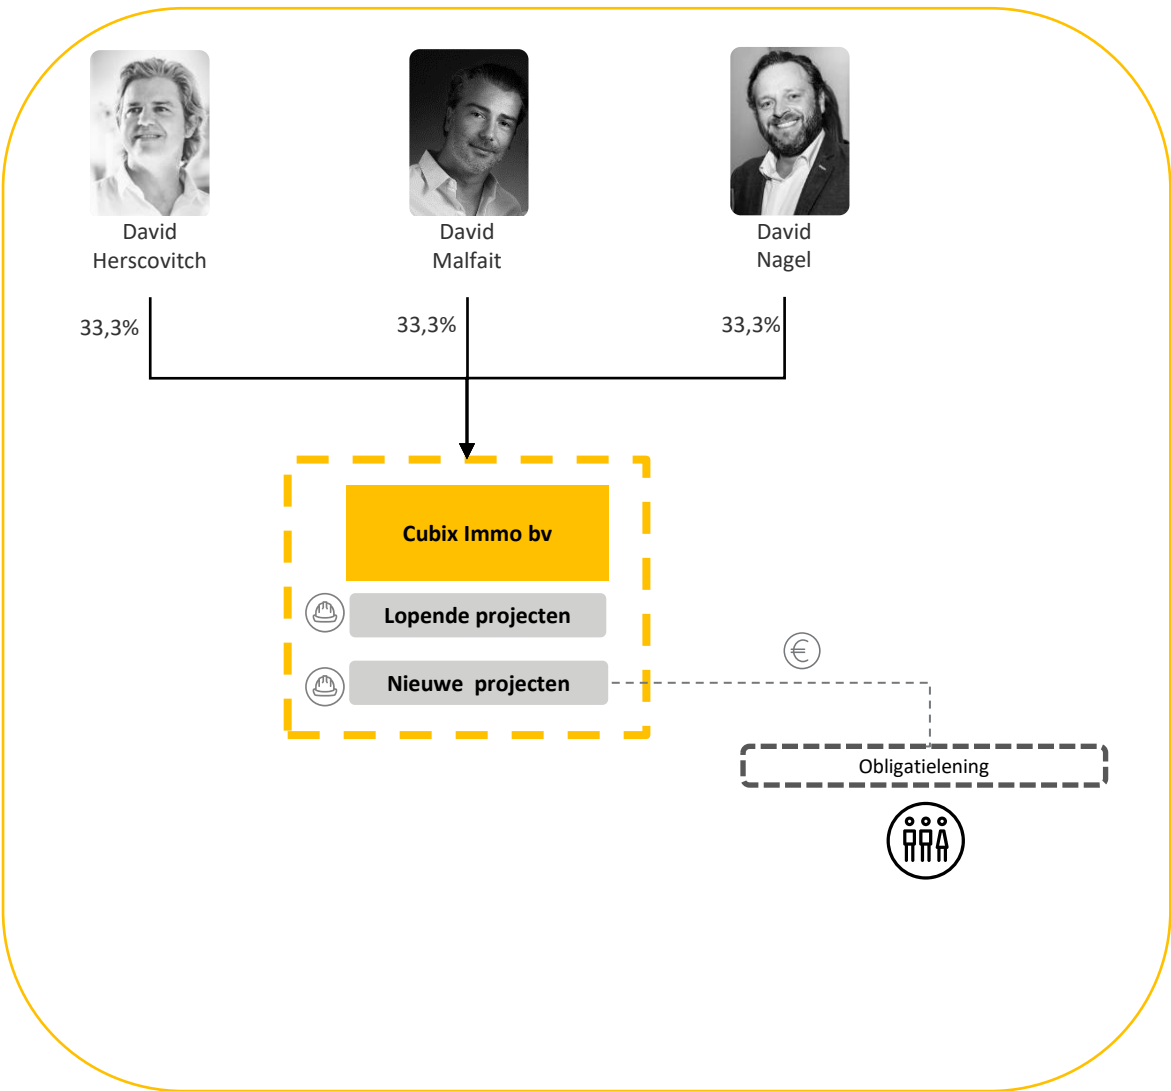 David
Herscovitch
David
Malfait
David
Nagel
33,3%
33,3%
33,3%
Cubix Immo bv
Lopende projecten
Nieuwe  projecten
Obligatielening